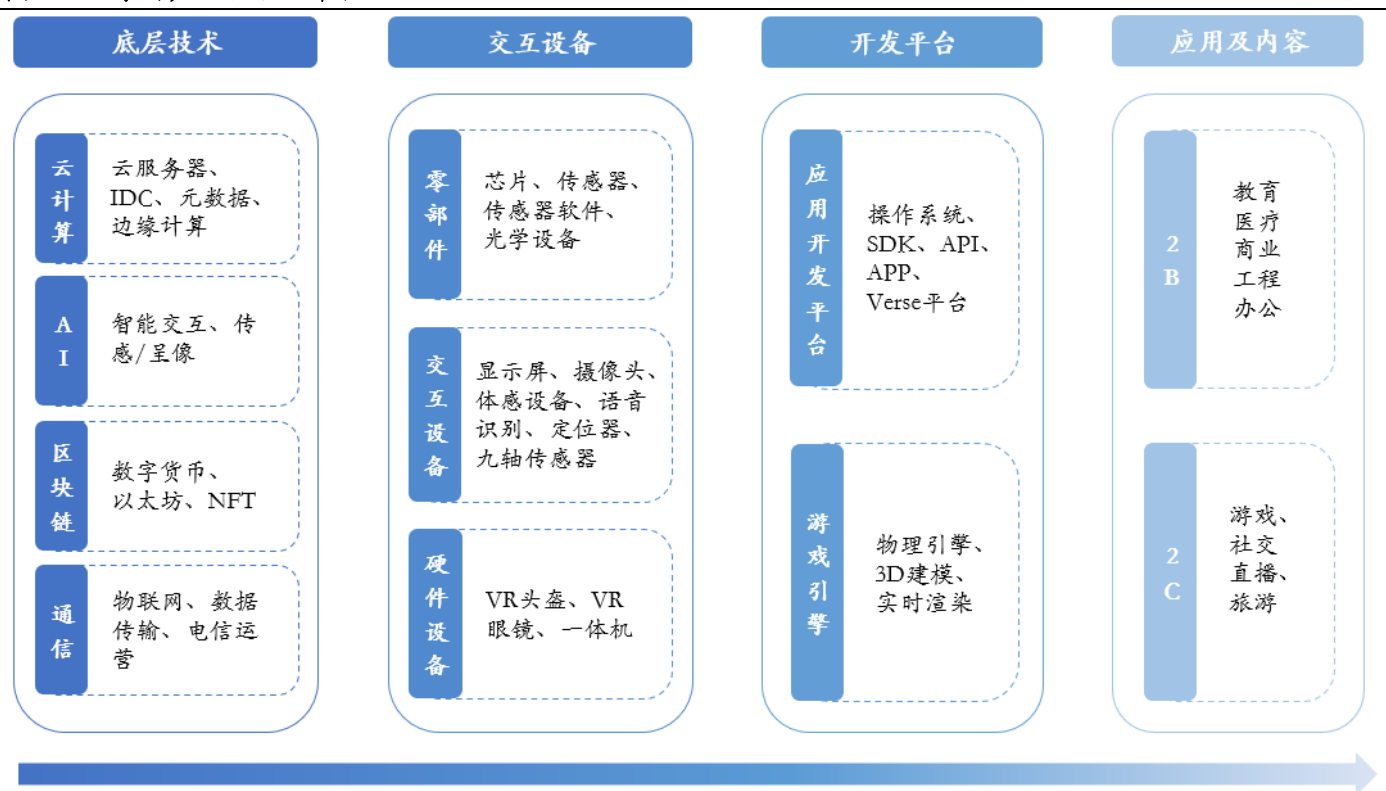 底层技术
云计算
云服务器、
IDC、元数据、
边缘计算
AI
智能交互、传
感/呈像
区块链
数字货币、
以太坊、NFT
通信
物联网、数据
传输、电信运
营
交互设备
零部件
芯片、传感器、
传感器软件、
光学设备
交互设备
显示屏、摄像头、
体感设备、语音
识别、定位器、
九轴传感器
硬件设备
VR头盔、VR
眼镜、一体机
开发平台
应用开发平台
操作系统、
SDK、API、
APP、
Verse平台
游戏引擎
物理引擎、
3D建模、
实时渲染
应用及内容
2B
教育
医疗
商业
工程
办公
2C
游戏、
社交
直播、
旅游